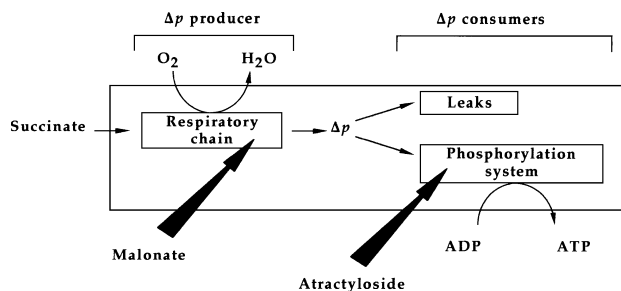 Δp producer
Δp consumers
O2
H2O
Leaks
Succinate
Respiratory
chain
Δp
Phosphorylation
system
Malonate
ADP
ATP
Atractyloside